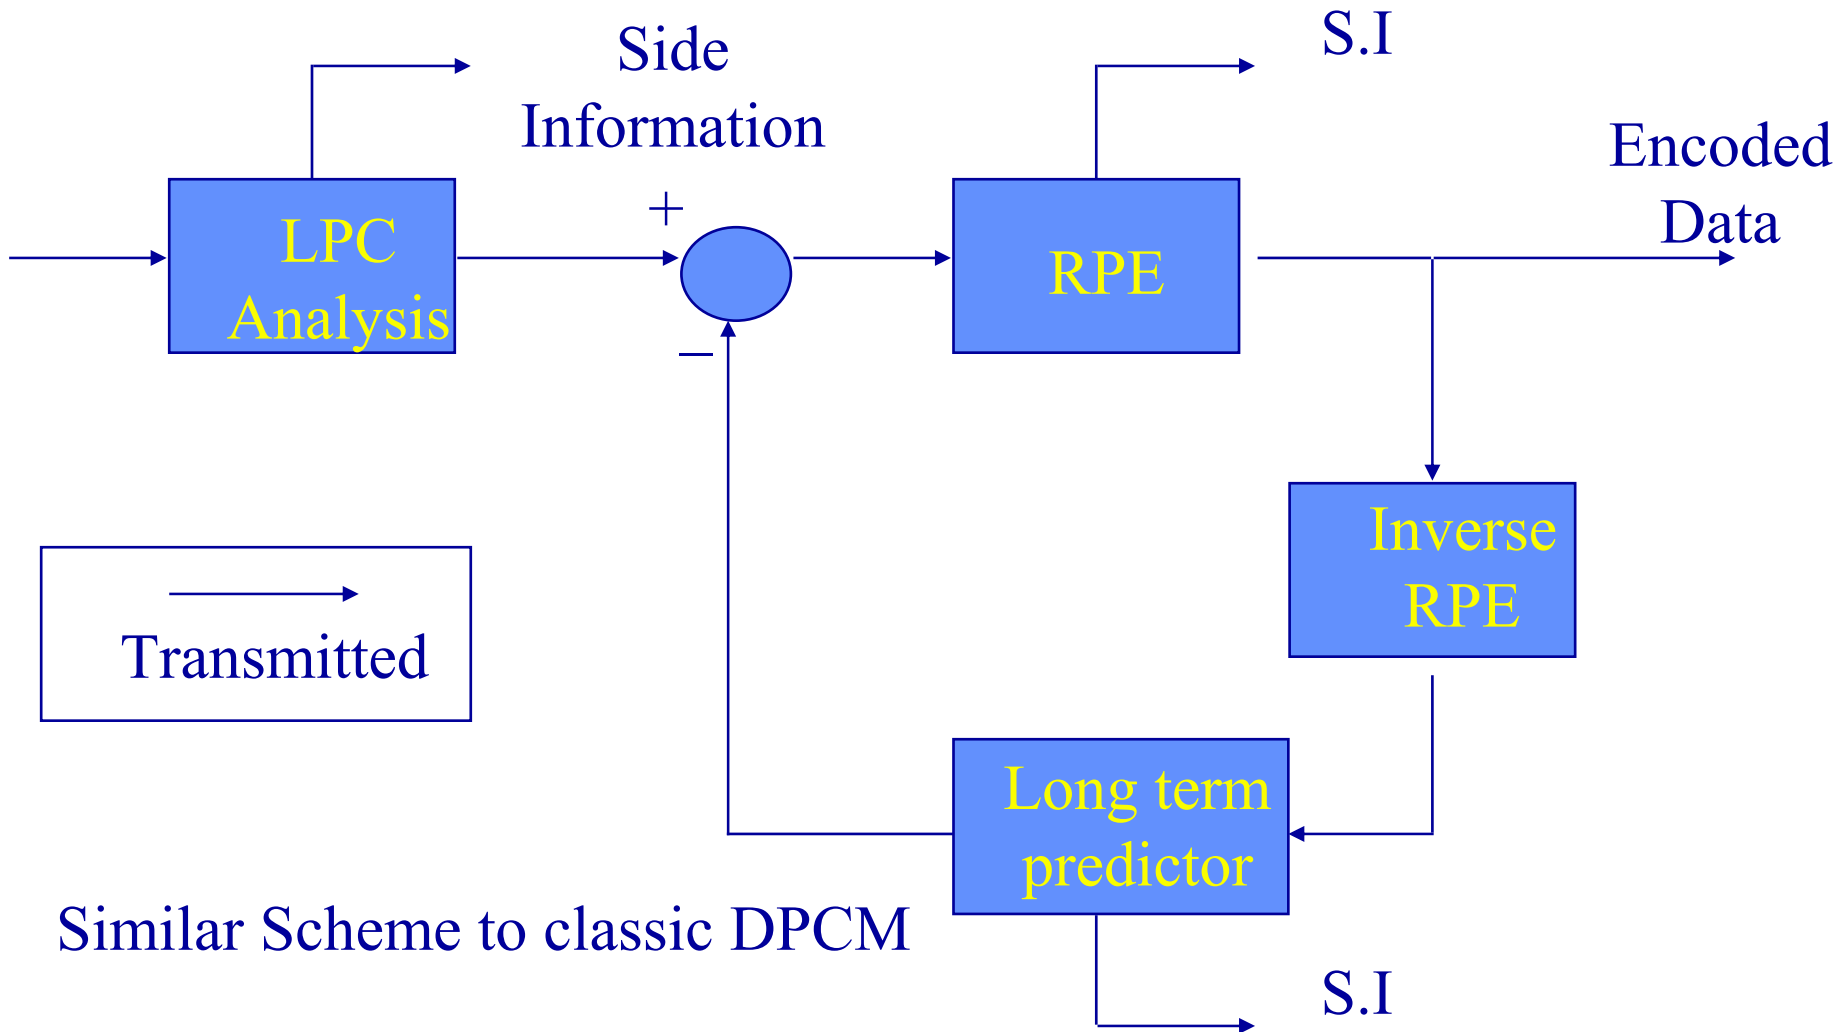 Side
Information
S.I
Encoded
Data
+
LPC
Analysis
RPE
–
Inverse
RPE
Transmitted
Long term
predictor
Similar Scheme to classic DPCM
S.I